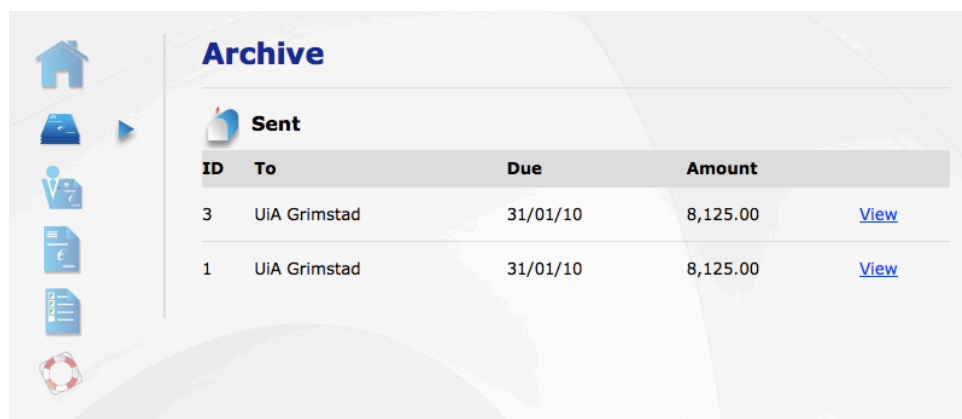 Archive
Sent
ID To Due Amount
3 UiA Grimstad 31/01/10 8,125.00 View
1 UiA Grimstad 31/01/10 8,125.00 View
€
€
€